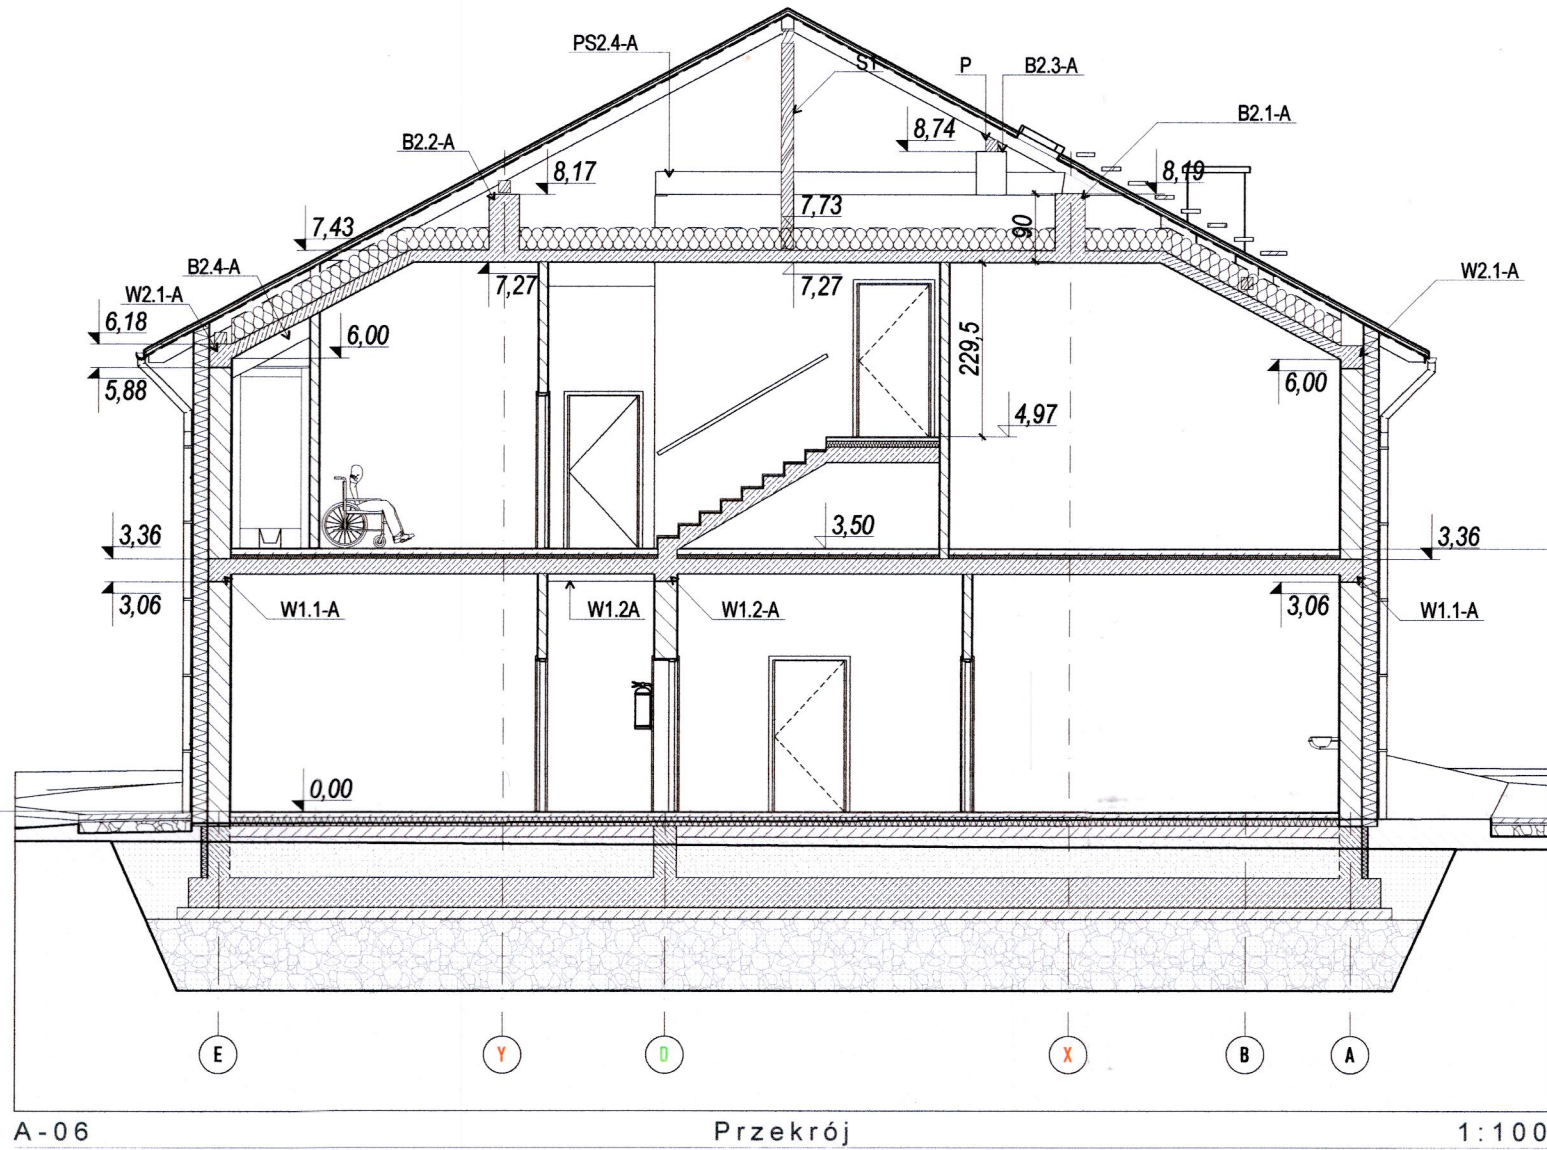 PS2.4-A
S1
P
B2.3-A
B2.1-A
8,74
B2.2-A
8,17
8,19
7,43
7,73
90
B2.4-A
W2.1-A
7,27
7,27
W2.1-A
6,18
6,00
5,88
229,5
6,00
4,97
3,36
3,50
3,36
3,06
W1.1-A
W1.2A
W1.2-A
3,06
W1.1-A
0,00
E
Y
D
X
B
A
A-06
Przekrój
1:100